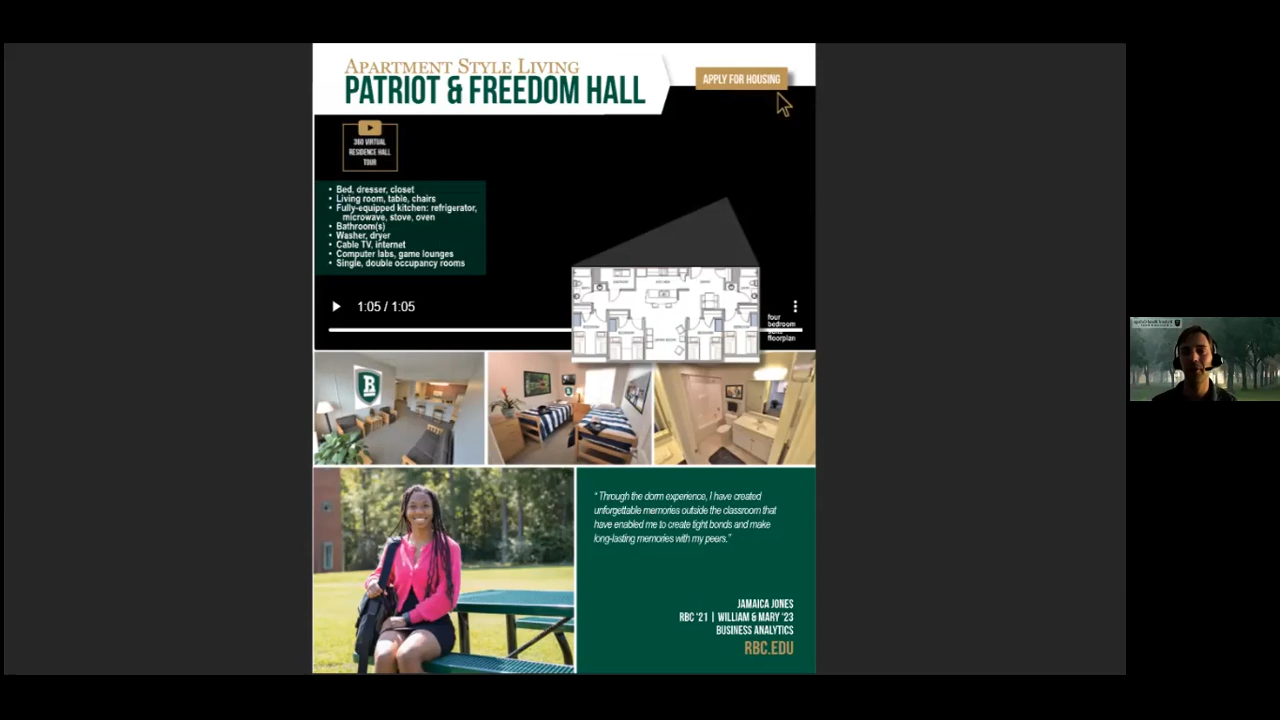 APARTMENT STYLE LIVING
PATRIOT & FREEDOM HALL
APPLY FOR HOUSING
360 VIRTUAL
RESIDENCE HALL
TOUR
• Bed, dresser, closet
• Living room, table, chairs
• Fully-equipped kitchen: refrigerator,
microwave, stove, oven
• Bathroom(s)
• Washer, dryer
• Cable TV, internet
• Computer labs, game lounges
• Single, double occupancy rooms
1:05 / 1:05
four
bedroom
suite
floorplan
B
“Through the dorm experience, I have created
unforgettable memories outside the classroom that
have enabled me to create tight bonds and make
long-lasting memories with my peers.”
JAMAICA JONES
RBC ‘21 | WILLIAM & MARY ‘23
BUSINESS ANALYTICS
RBC.EDU